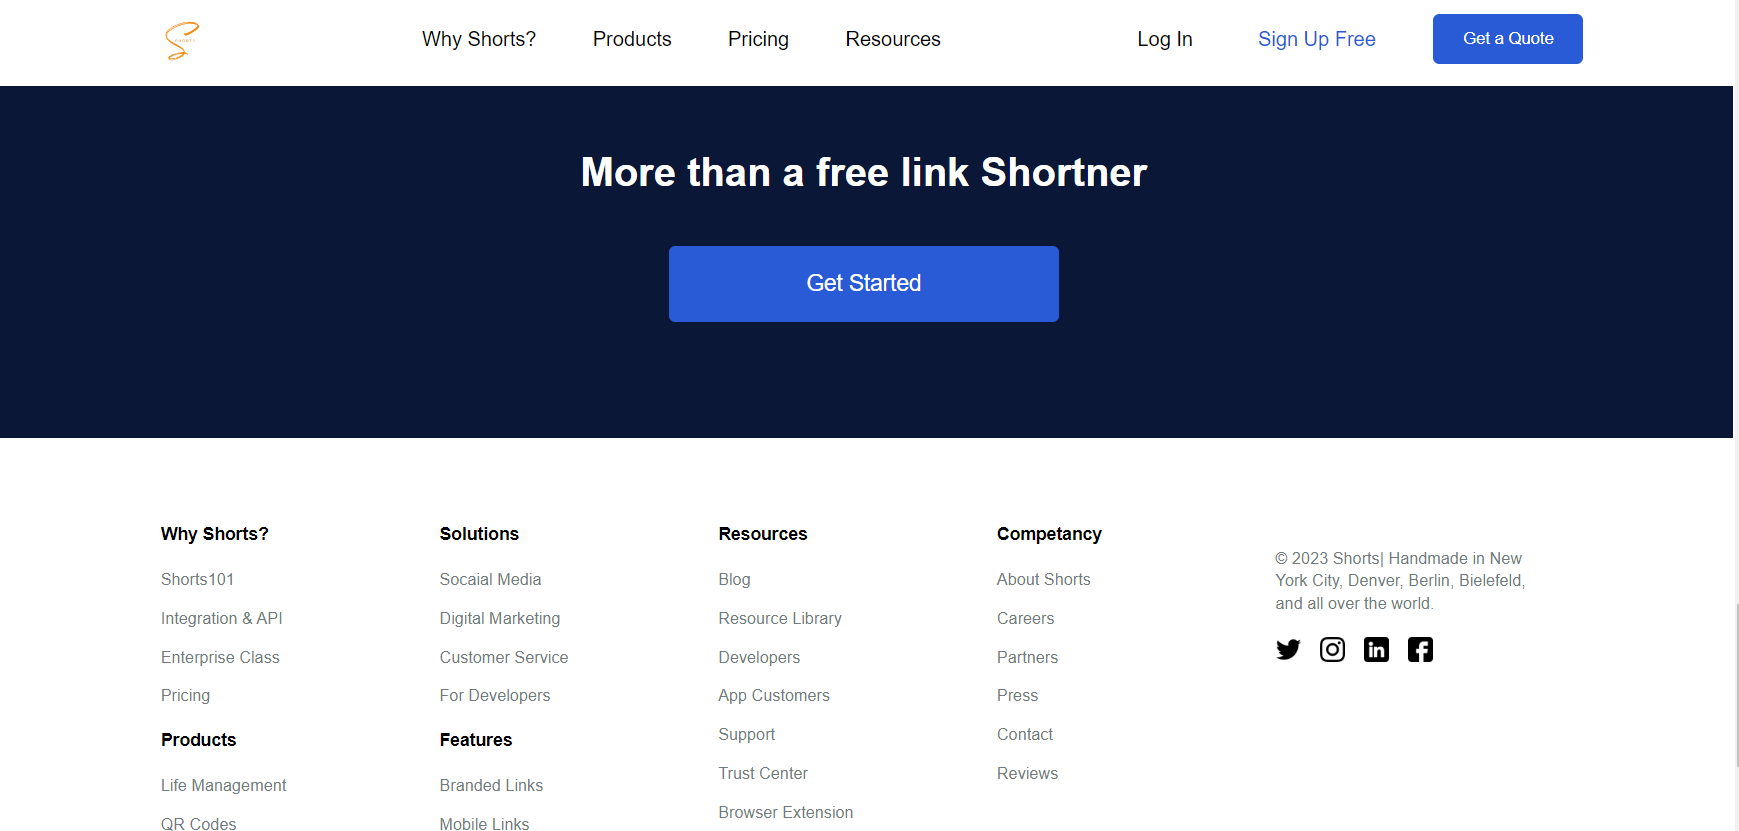 SHORTS
Why Shorts?
Products
Pricing
Resources
Log In
Sign Up Free
Get a Quote
More than a free link Shortner
Get Started
Why Shorts?
Shorts101
Integration & API
Enterprise Class
Pricing
Products
Life Management
QR Codes
Solutions
Socaial Media
Digital Marketing
Customer Service
For Developers
Features
Branded Links
Mobile Links
Resources
Blog
Resource Library
Developers
App Customers
Support
Trust Center
Browser Extension
Competancy
About Shorts
Careers
Partners
Press
Contact
Reviews
© 2023 Shorts| Handmade in New
York City, Denver, Berlin, Bielefeld,
and all over the world.